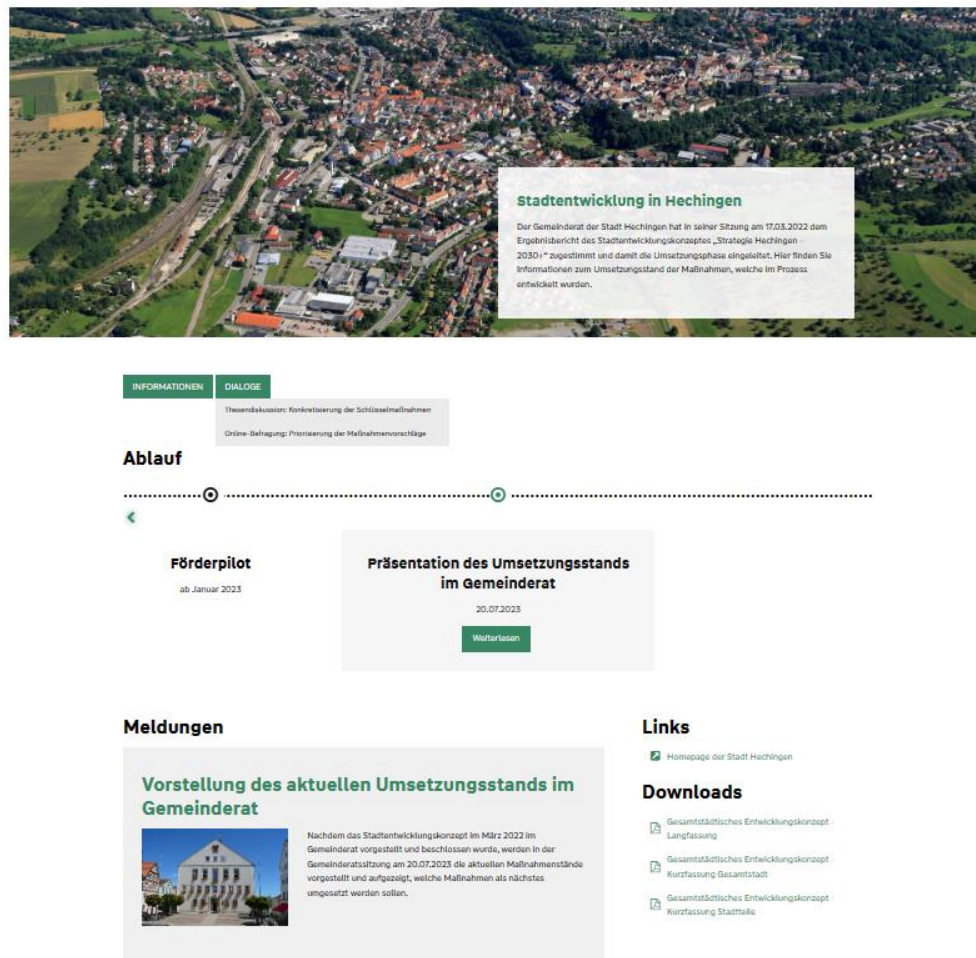 Stadtentwicklung in Hechingen
Der Gemeinderat der Stadt Hechingen hat in seiner Sitzung am 17.03.2022 dem
Ergebnisbericht des Stadtentwicklungskonzeptes „Strategie Hechingen
2030+“ zugestimmt und damit die Umsetzungsphase eingeleitet. Hier finden Sie
Informationen zum Umsetzungsstand der Maßnahmen, welche im Prozess
entwickelt wurden.
INFORMATIONEN DIALOGE
Thesendiskussion: Konkretisierung der Schlüsselmaßnahmen
Online-Befragung: Priorisierung der Maßnahmenvorschläge
Ablauf
Förderpilot
ab Januar 2023
Präsentation des Umsetzungsstands
im Gemeinderat
20.07.2023
Weiterlesen
Meldungen
Vorstellung des aktuellen Umsetzungsstands im
Gemeinderat
Nachdem das Stadtentwicklungskonzept im März 2022 im
Gemeinderat vorgestellt und beschlossen wurde, werden in der
Gemeinderatssitzung am 20.07.2023 die aktuellen Maßnahmenstände
vorgestellt und aufgezeigt, welche Maßnahmen als nächstes
umgesetzt werden sollen.
Links
Homepage der Stadt Hechingen
Downloads
Gesamtstädtisches Entwicklungskonzept -
Langfassung
Gesamtstädtisches Entwicklungskonzept
Kurzfassung Gesamtstadt
Gesamtstädtisches Entwicklungskonzept
Kurzfassung Stadtteile